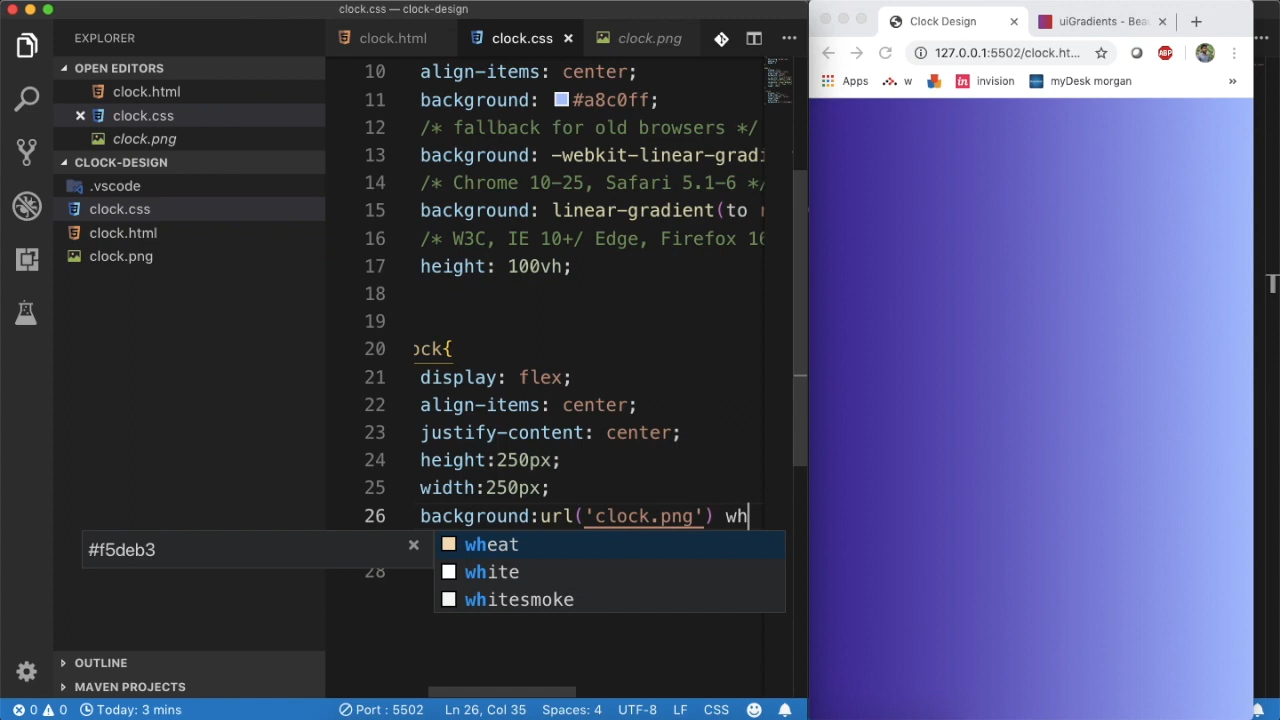 clock.css — clock-design
EXPLORER
OPEN EDITORS
clock.html
clock.css
clock.png
CLOCK-DESIGN
.vscode
clock.css
clock.html
clock.png
OUTLINE
MAVEN PROJECTS
clock.html
clock.css
clock.png
10 align-items: center;
11 background: #a8c0ff;
12 /* fallback for old browsers */
13 background: -webkit-linear-gradi
14 /* Chrome 10-25, Safari 5.1-6 */
15 background: linear-gradient(to
16 /* W3C, IE 10+/ Edge, Firefox 16
17 height: 100vh;
18
19
20 ock{
21 display: flex;
22 align-items: center;
23 justify-content: center;
24 height:250px;
25 width:250px;
26 background:url('clock.png') wh
#f5deb3
wheat
white
whitesmoke
28
0 0 Today: 3 mins
Port : 5502 Ln 26, Col 35 Spaces: 4 UTF-8 LF CSS
Clock Design
uiGradients - Beau
127.0.0.1:5502/clock.ht...
ABP
Apps w in invision myDesk morgan »